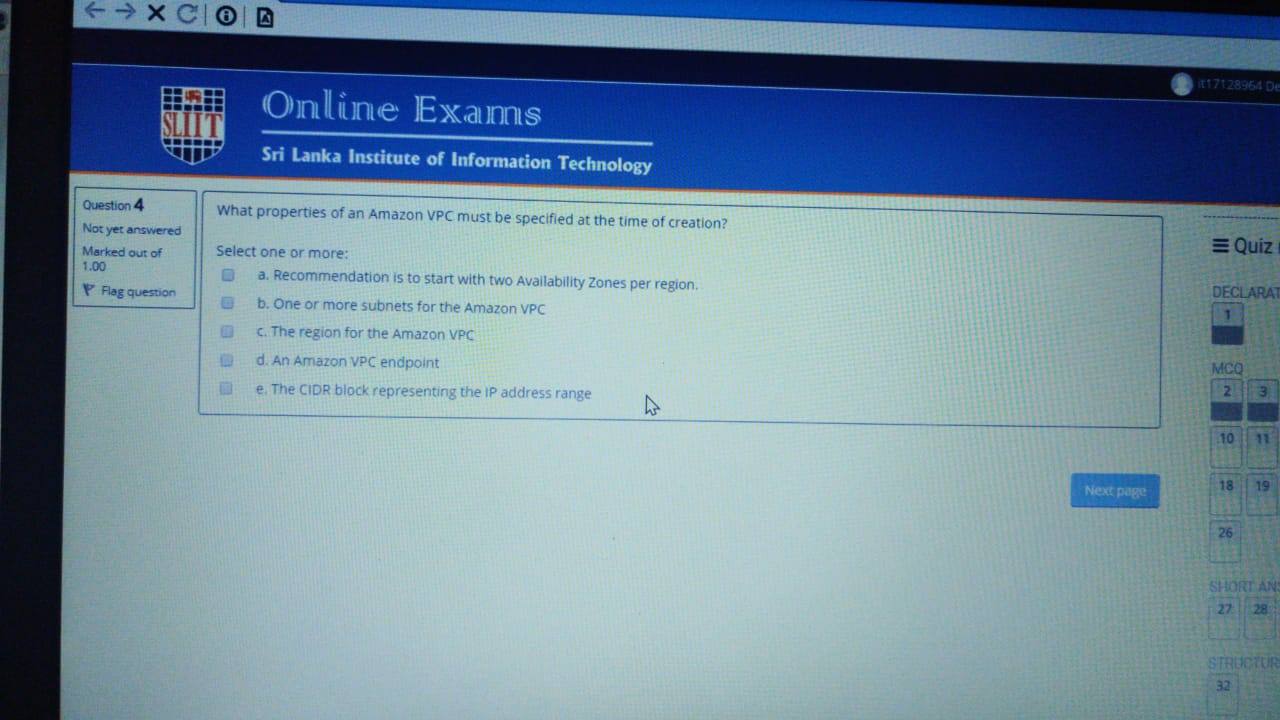 it17128964 De
SLIIT
Online Exams
Sri Lanka Institute of Information Technology
Question 4
Not yet answered
Marked out of
1.00
Flag question
What properties of an Amazon VPC must be specified at the time of creation?
Select one or more:
a. Recommendation is to start with two Availability Zones per region.
b. One or more subnets for the Amazon VPC
c. The region for the Amazon VPC
d. An Amazon VPC endpoint
e. The CIDR block representing the IP address range
Next page
Quiz
DECLARAT
1
MCQ
2 3
10 11
18 19
26
SHORT AN
27 28
STRUCTUR
32